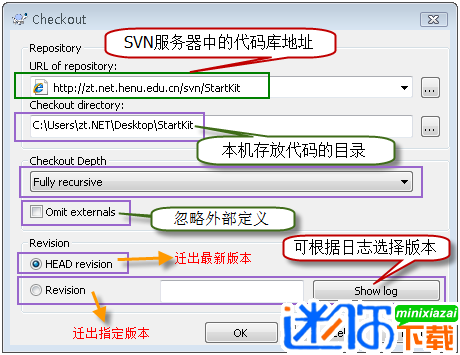 Checkout
SVN服务器中的代码库地址
Repository
URL of repository:
http://zt.net.henu.edu.cn/svn/StartKit
...
Checkout directory:
C:\Users\zt.NET\Desktop\StartKit
...
本机存放代码的目录
Checkout Depth
Fully recursive
Omit externals
忽略外部定义
可根据日志选择版本
Revision
HEAD revision
迁出最新版本
Revision
Show log
迁出指定版本
OK
迷你下载
minixiazai